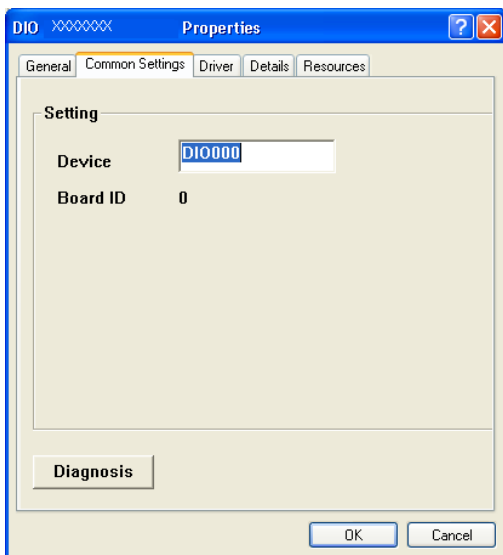 DIO XXXXXXX Properties
General Common Settings Driver Details Resources
Setting
Device DIO000
Board ID 0
Diagnosis
OK Cancel